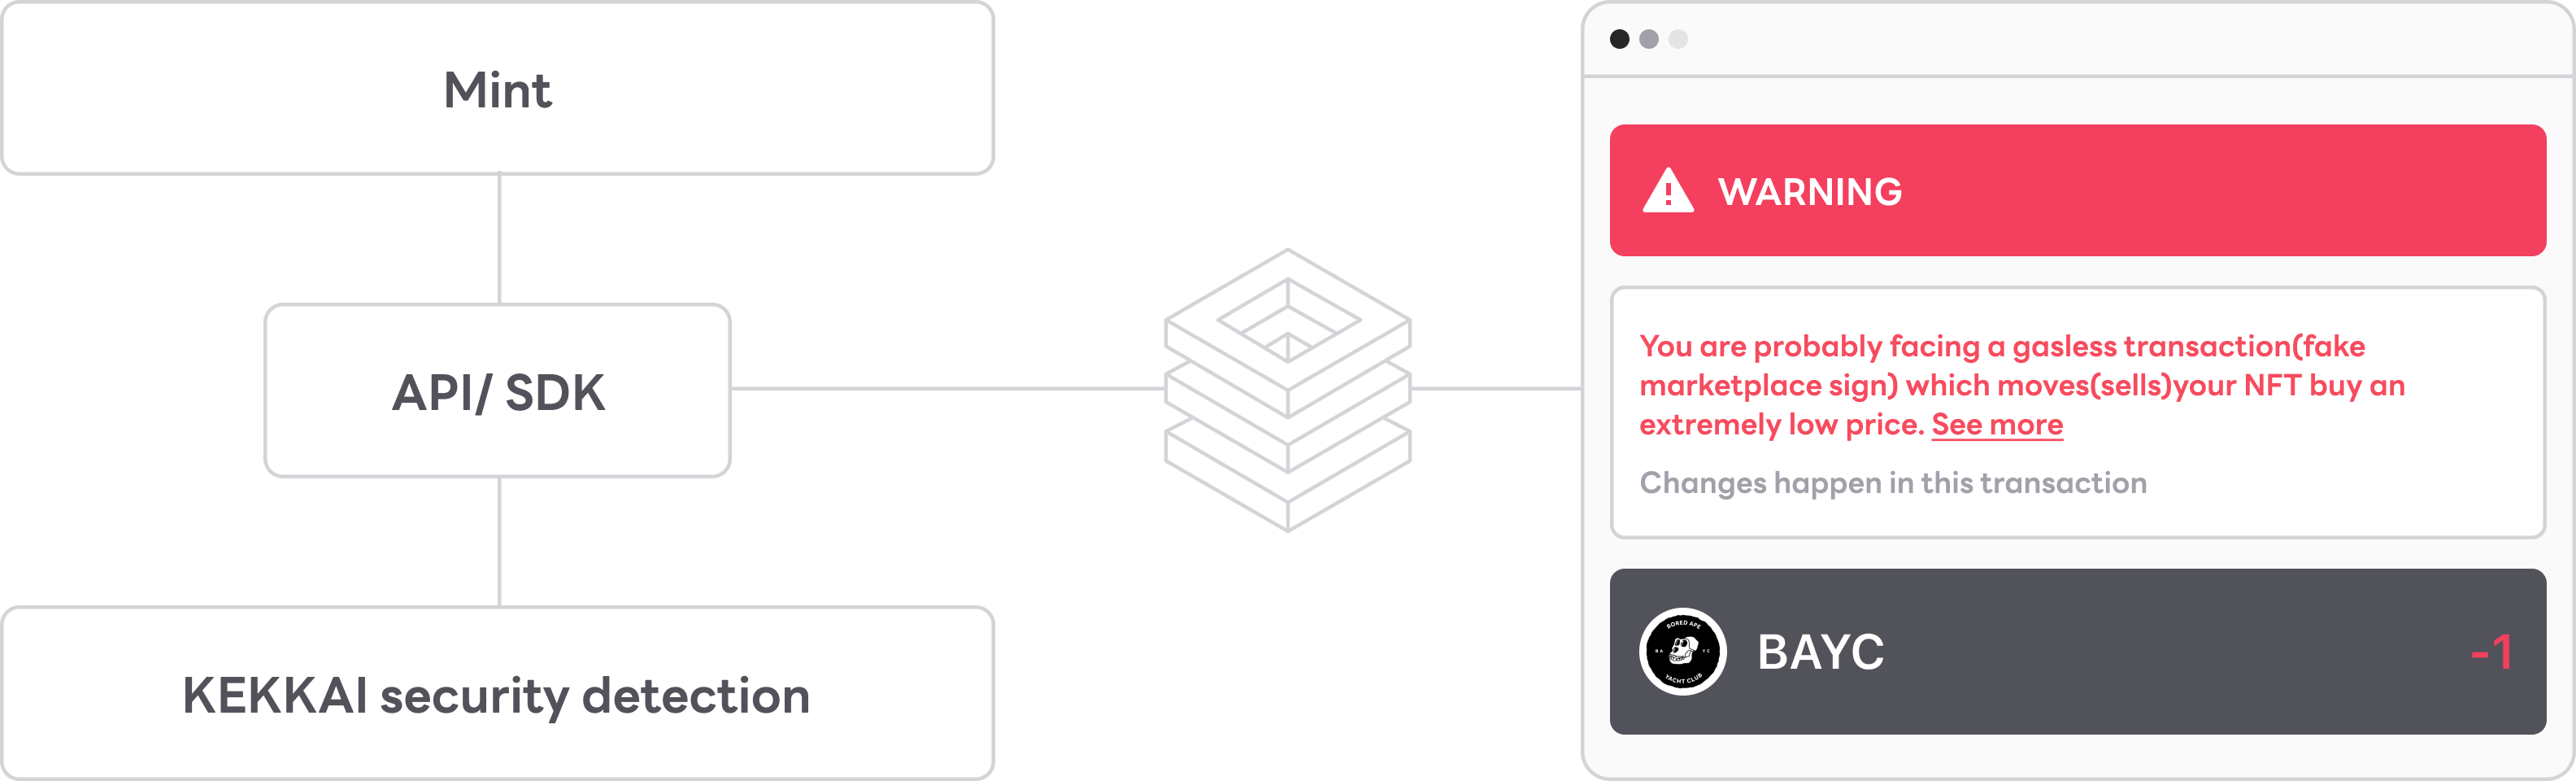 Mint
API/ SDK
KEKKAI security detection
WARNING
You are probably facing a gasless transaction(fake
marketplace sign) which moves(sells)your NFT buy an
extremely low price. See more
Changes happen in this transaction
BORED APE
BA YC
YACHT CLUB
BAYC
-1